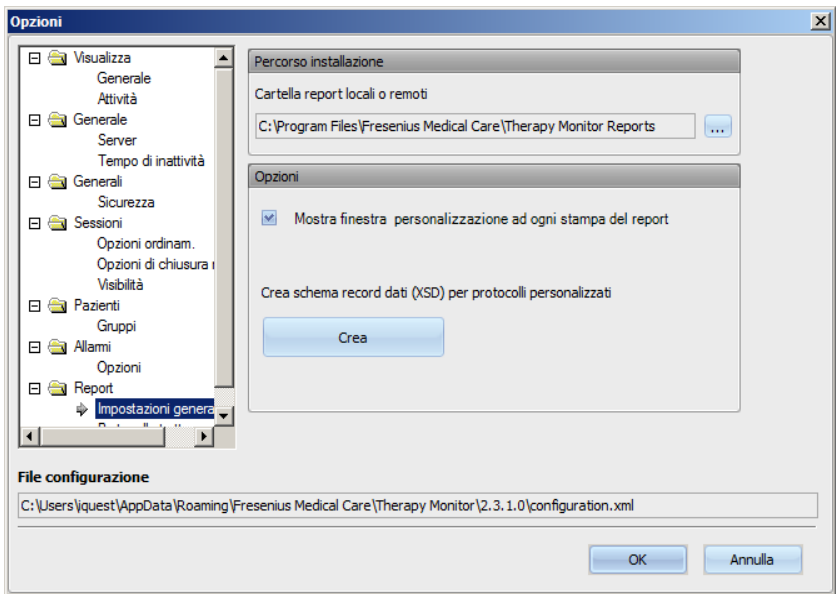 Opzioni
Visualizza
Generale
Attività
Generale
Server
Tempo di inattività
Generali
Sicurezza
Sessioni
Opzioni ordinam.
Opzioni di chiusura
Visibilità
Pazienti
Gruppi
Allarmi
Opzioni
Report
Impostazioni genera
Percorso installazione
Cartella report locali o remoti
C:\Program Files\Fresenius Medical Care\Therapy Monitor Reports
...
Opzioni
Mostra finestra personalizzazione ad ogni stampa del report
Crea schema record dati (XSD) per protocolli personalizzati
Crea
File configurazione
C:\Users\jquest\AppData\Roaming\Fresenius Medical Care\Therapy Monitor\2.3.1.0\configuration.xml
OK
Annulla